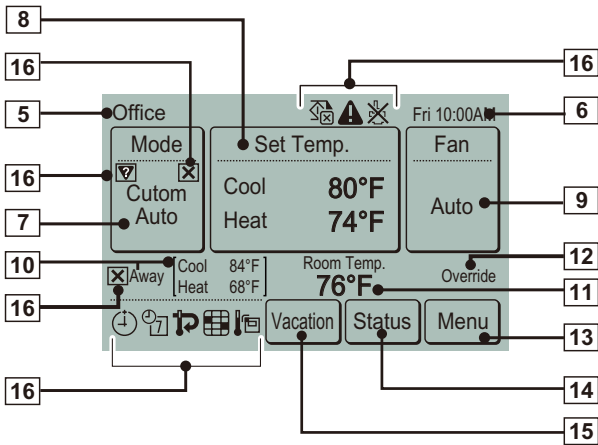 8
16
16
5
Office
Fri 10:00AM
6
Mode
Set Temp.
Fan
16
?
Cutom
Auto
Cool 80°F
Heat 74°F
Auto
9
7
10
Away
Cool 84°F
Heat 68°F
Room Temp.
76°F
Override
12
11
16
7
Vacation
Status
Menu
13
16
14
15